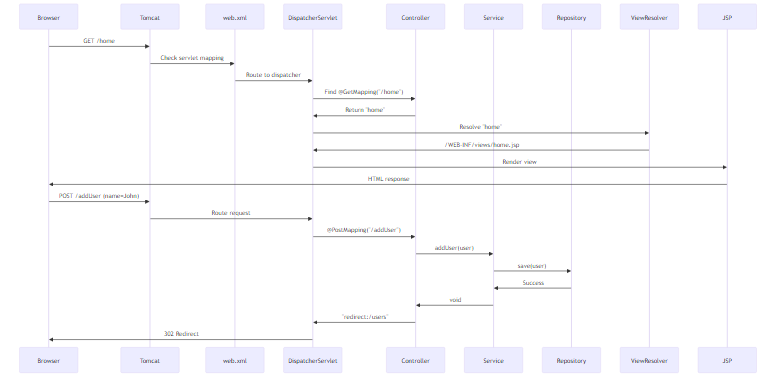 Browser Tomcat web.xml DispatcherServlet Controller Service Repository ViewResolver JSP
GET /home
Check servlet mapping
Route to dispatcher
Find @GetMapping("/home")
Return "home"
Resolve "home"
/WEB-INF/views/home.jsp
Render view
HTML response
POST /addUser (name=John)
Route request
@PostMapping("/addUser")
addUser(user)
save(user)
Success
void
"redirect:/users"
302 Redirect
Browser Tomcat web.xml DispatcherServlet Controller Service Repository ViewResolver JSP